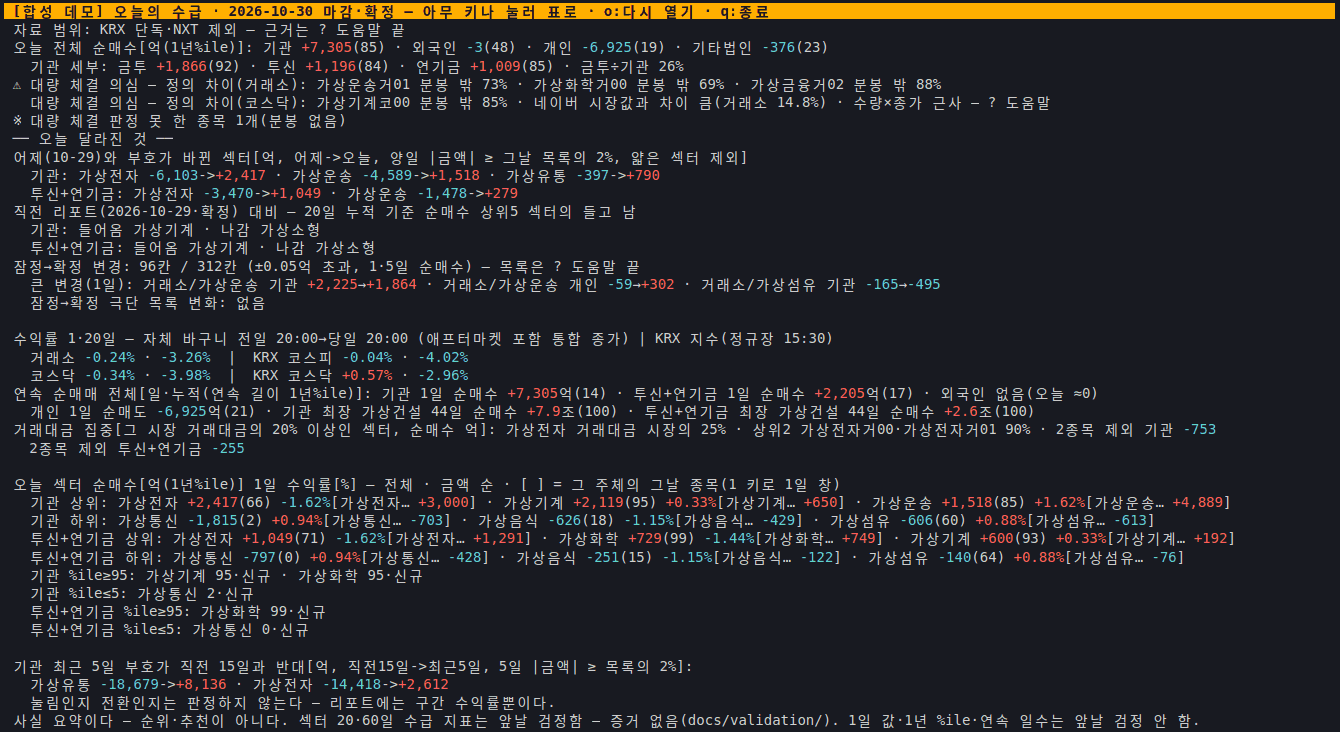 [합성 데모] 오늘의 수급 · 2026-10-30 마감·확정 — 아무 키나 눌러 표로 · o:다시 열기 · q:종료
자료 범위: KRX 단독·NXT 제외 — 근거는 ? 도움말 끝
오늘 전체 순매수[억(1년%ile)]: 기관 +7,305(85) · 외국인 -3(48) · 개인 -6,925(19) · 기타법인 -376(23)
기관 세부: 금투 +1,866(92) · 투신 +1,196(84) · 연기금 +1,009(85) · 금투÷기관 26%
⚠ 대량 체결 의심 — 정의 차이(거래소): 가상운송거01 분봉 밖 73% · 가상화학거00 분봉 밖 69% · 가상금융거02 분봉 밖 88%
대량 체결 의심 — 정의 차이(코스닥): 가상기계코00 분봉 밖 85% · 네이버 시장값과 차이 큼(거래소 14.8%) · 수량×종가 근사 — ? 도움말
※ 대량 체결 판정 못 한 종목 1개(분봉 없음)
── 오늘 달라진 것 ──
어제(10-29)와 부호가 바뀐 섹터[억, 어제->오늘, 양일 |금액| ≥ 그날 목록의 2%, 얇은 섹터 제외]
기관: 가상전자 -6,103->+2,417 · 가상운송 -4,589->+1,518 · 가상유통 -397->+790
투신+연기금: 가상전자 -3,470->+1,049 · 가상운송 -1,478->+279
직전 리포트(2026-10-29·확정) 대비 — 20일 누적 기준 순매수 상위5 섹터의 들고 남
기관: 들어옴 가상기계 · 나감 가상소형
투신+연기금: 들어옴 가상기계 · 나감 가상소형
잠정→확정 변경: 96칸 / 312칸 (±0.05억 초과, 1·5일 순매수) — 목록은 ? 도움말 끝
큰 변경(1일): 거래소/가상운송 기관 +2,225→+1,864 · 거래소/가상운송 개인 -59→+302 · 거래소/가상섬유 기관 -165→-495
잠정→확정 극단 목록 변화: 없음
수익률 1·20일 — 자체 바구니 전일 20:00→당일 20:00 (애프터마켓 포함 통합 종가) | KRX 지수(정규장 15:30)
거래소 -0.24% · -3.26% | KRX 코스피 -0.04% · -4.02%
코스닥 -0.34% · -3.98% | KRX 코스닥 +0.57% · -2.96%
연속 순매매 전체[일·누적(연속 길이 1년%ile)]: 기관 1일 순매수 +7,305억(14) · 투신+연기금 1일 순매수 +2,205억(17) · 외국인 없음(오늘 ≈0)
개인 1일 순매도 -6,925억(21) · 기관 최장 가상건설 44일 순매수 +7.9조(100) · 투신+연기금 최장 가상건설 44일 순매수 +2.6조(100)
거래대금 집중[그 시장 거래대금의 20% 이상인 섹터, 순매수 억]: 가상전자 거래대금 시장의 25% · 상위2 가상전자거00·가상전자거01 90% · 2종목 제외 기관 -753
2종목 제외 투신+연기금 -255
오늘 섹터 순매수[억(1년%ile)] 1일 수익률[%] — 전체 · 금액 순 · [ ] = 그 주체의 그날 종목(1 키로 1일 창)
기관 상위: 가상전자 +2,417(66) -1.62%[가상전자… +3,000] · 가상기계 +2,119(95) +0.33%[가상기계… +650] · 가상운송 +1,518(85) +1.62%[가상운송… +4,889]
기관 하위: 가상통신 -1,815(2) +0.94%[가상통신… -703] · 가상음식 -626(18) -1.15%[가상음식… -429] · 가상섬유 -606(60) +0.88%[가상섬유… -613]
투신+연기금 상위: 가상전자 +1,049(71) -1.62%[가상전자… +1,291] · 가상화학 +729(99) -1.44%[가상화학… +749] · 가상기계 +600(93) +0.33%[가상기계… +192]
투신+연기금 하위: 가상통신 -797(0) +0.94%[가상통신… -428] · 가상음식 -251(15) -1.15%[가상음식… -122] · 가상섬유 -140(64) +0.88%[가상섬유… -76]
기관 %ile≥95: 가상기계 95·신규 · 가상화학 95·신규
기관 %ile≤5: 가상통신 2·신규
투신+연기금 %ile≥95: 가상화학 99·신규
투신+연기금 %ile≤5: 가상통신 0·신규
기관 최근 5일 부호가 직전 15일과 반대[억, 직전15일->최근5일, 5일 |금액| ≥ 목록의 2%]:
가상유통 -18,679->+8,136 · 가상전자 -14,418->+2,612
눌림인지 전환인지는 판정하지 않는다 — 리포트에는 구간 수익률뿐이다.
사실 요약이다 — 순위·추천이 아니다. 섹터 20·60일 수급 지표는 앞날 검정함 — 증거 없음(docs/validation/). 1일 값·1년 %ile·연속 일수는 앞날 검정 안 함.